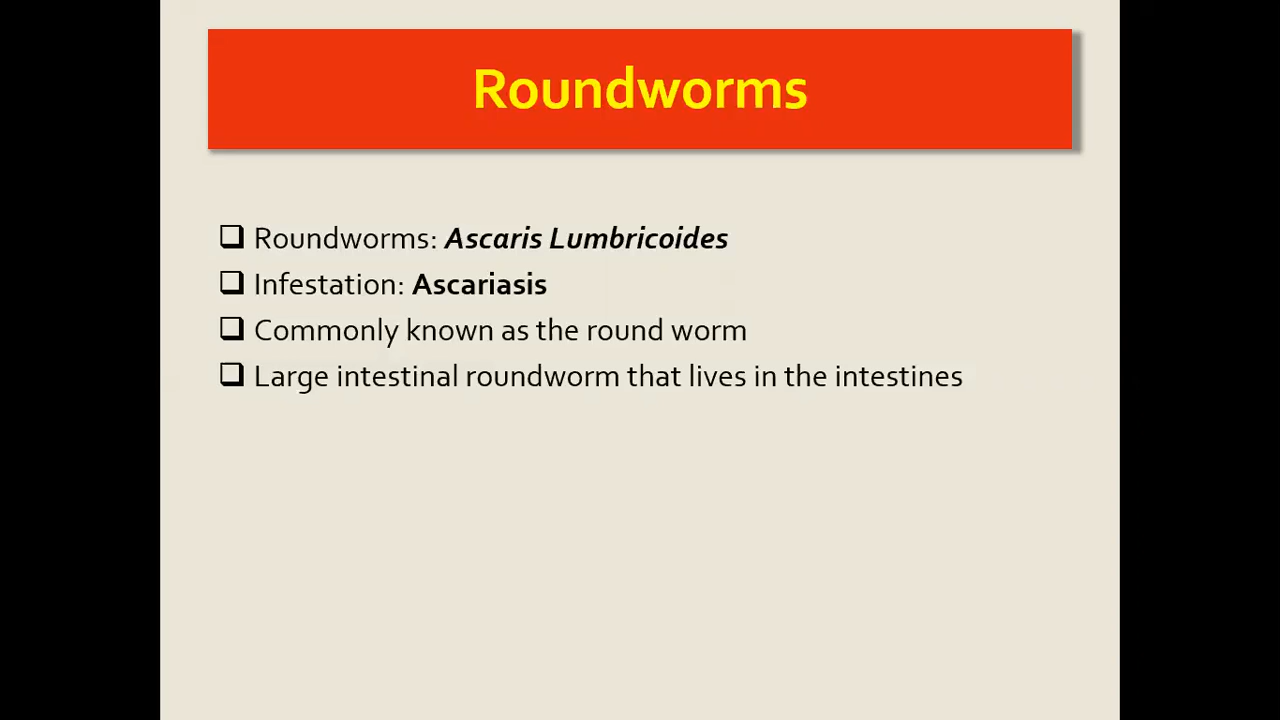 Roundworms
❑ Roundworms: Ascaris Lumbricoides
❑ Infestation: Ascariasis
❑ Commonly known as the round worm
❑ Large intestinal roundworm that lives in the intestines